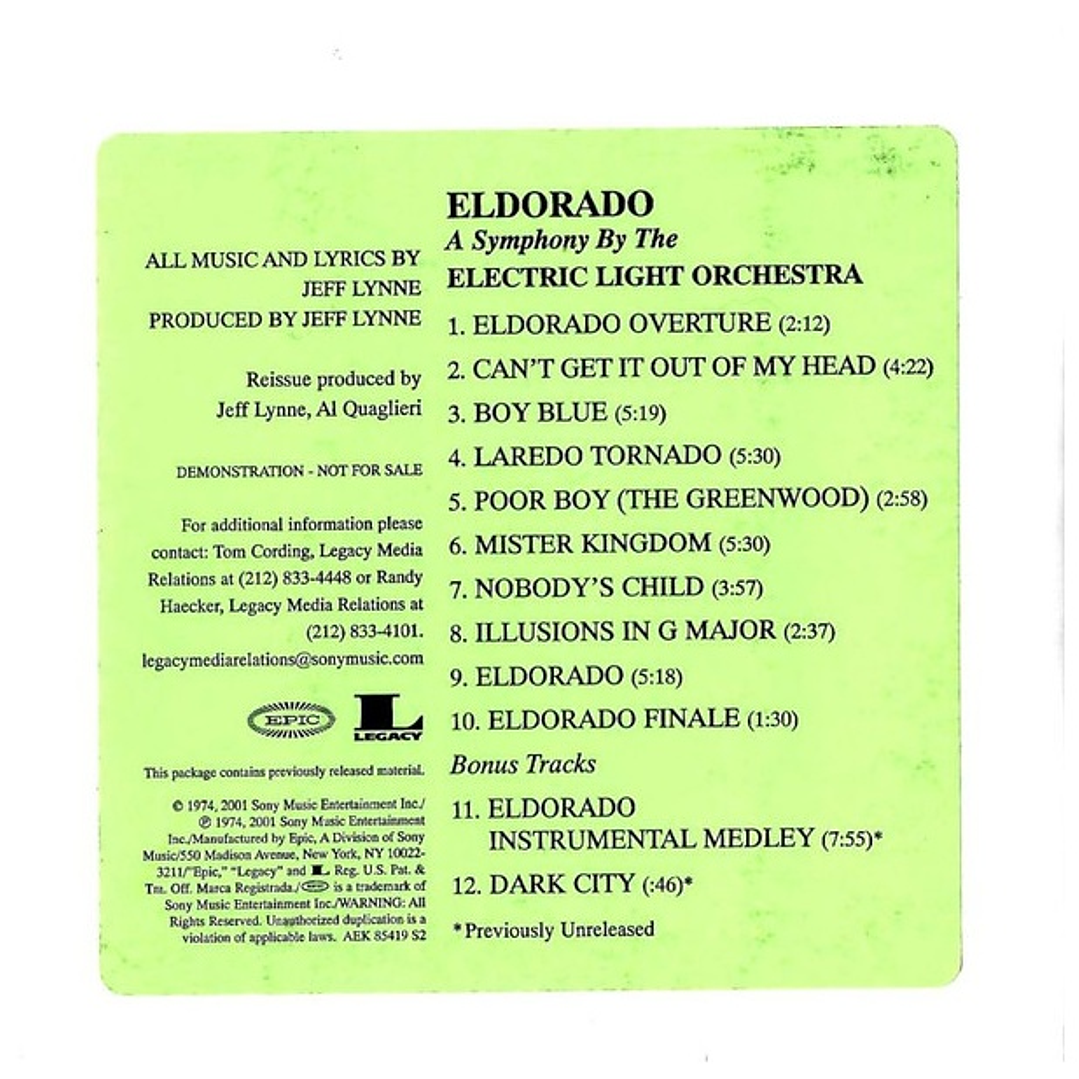 ALL MUSIC AND LYRICS BY
JEFF LYNNE
PRODUCED BY JEFF LYNNE
Reissue produced by
Jeff Lynne, Al Quaglieri
DEMONSTRATION - NOT FOR SALE
For additional information please
contact: Tom Cording, Legacy Media
Relations at (212) 833-4448 or Randy
Haecker, Legacy Media Relations at
(212) 833-4101.
legacymediarelations@sonymusic.com
EPIC
L
LEGACY
This package contains previously released material.
© 1974, 2001 Sony Music Entertainment Inc./
℗ 1974, 2001 Sony Music Entertainment
Inc./Manufactured by Epic, A Division of Sony
Music/550 Madison Avenue, New York, NY 10022-
3211/"Epic," "Legacy" and L Reg. U.S. Pat. &
Tm. Off. Marca Registrada./EPIC is a trademark of
Sony Music Entertainment Inc./WARNING: All
Rights Reserved. Unauthorized duplication is a
violation of applicable laws. AEK 85419 S2
ELDORADO
A Symphony By The
ELECTRIC LIGHT ORCHESTRA
1. ELDORADO OVERTURE (2:12)
2. CAN'T GET IT OUT OF MY HEAD (4:22)
3. BOY BLUE (5:19)
4. LAREDO TORNADO (5:30)
5. POOR BOY (THE GREENWOOD) (2:58)
6. MISTER KINGDOM (5:30)
7. NOBODY'S CHILD (3:57)
8. ILLUSIONS IN G MAJOR (2:37)
9. ELDORADO (5:18)
10. ELDORADO FINALE (1:30)
Bonus Tracks
11. ELDORADO
INSTRUMENTAL MEDLEY (7:55)*
12. DARK CITY (:46)*
*Previously Unreleased